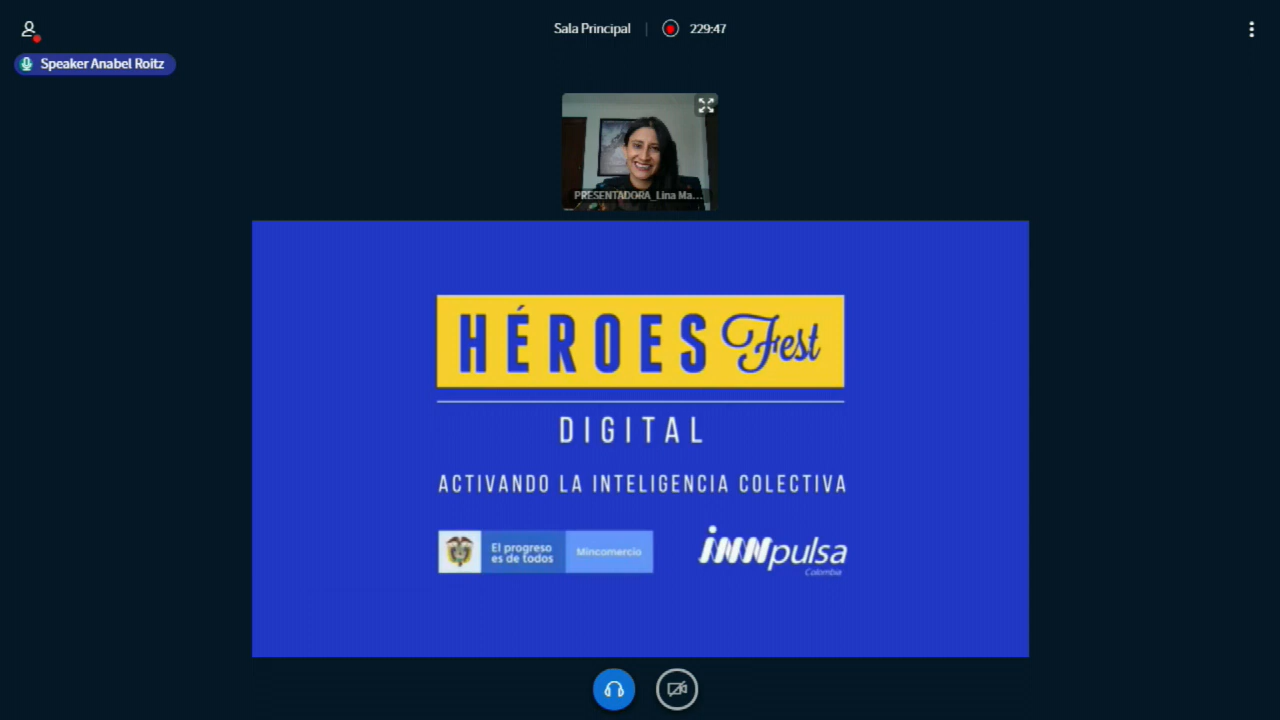 Sala Principal
229:47
Speaker Anabel Roitz
PRESENTADORA_Lina Ma...
HÉROES Fest
DIGITAL
ACTIVANDO LA INTELIGENCIA COLECTIVA
El progreso
es de todos
Mincomercio
iNNpulsa
Colombia